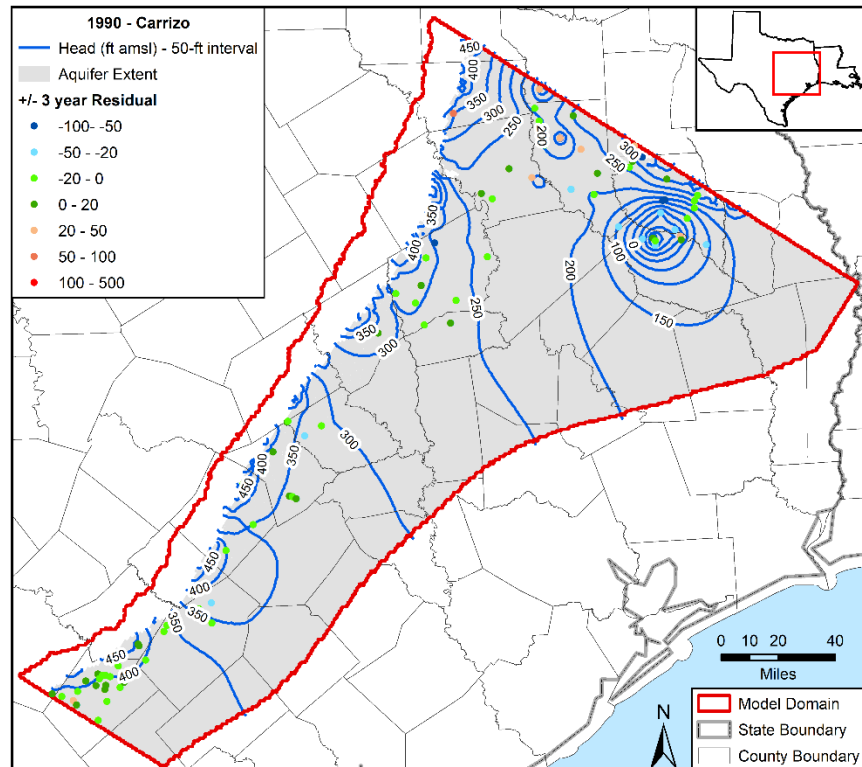 1990 - Carrizo
Head (ft amsl) - 50-ft interval
Aquifer Extent
+/- 3 year Residual
-100- -50
-50 - -20
-20 - 0
0 - 20
20 - 50
50 - 100
100 - 500
450
400
350
300
250
200
300
250
350
400
0
100
200
250
150
350
300
300
350
400
450
450
400
350
350
450
400
0 10 20 40
Miles
N
Model Domain
State Boundary
County Boundary